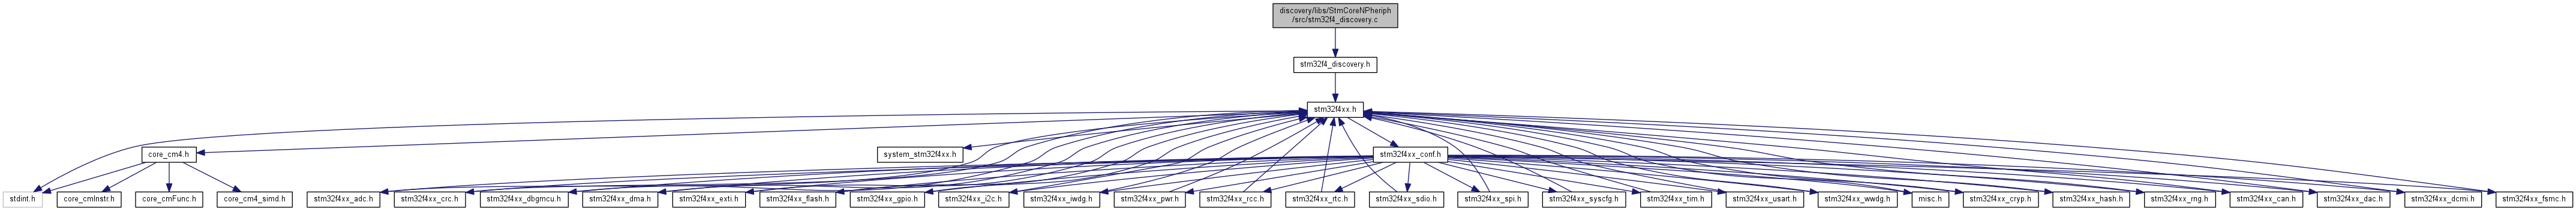 discovery/libs/StmCoreNPheriph
/src/stm32f4_discovery.c
stm32f4_discovery.h
stm32f4xx.h
core_cm4.h
system_stm32f4xx.h
stm32f4xx_conf.h
stdint.h
core_cmInstr.h
core_cmFunc.h
core_cm4_simd.h
stm32f4xx_adc.h
stm32f4xx_crc.h
stm32f4xx_dbgmcu.h
stm32f4xx_dma.h
stm32f4xx_exti.h
stm32f4xx_flash.h
stm32f4xx_gpio.h
stm32f4xx_i2c.h
stm32f4xx_iwdg.h
stm32f4xx_pwr.h
stm32f4xx_rcc.h
stm32f4xx_rtc.h
stm32f4xx_sdio.h
stm32f4xx_spi.h
stm32f4xx_syscfg.h
stm32f4xx_tim.h
stm32f4xx_usart.h
stm32f4xx_wwdg.h
misc.h
stm32f4xx_cryp.h
stm32f4xx_hash.h
stm32f4xx_rng.h
stm32f4xx_can.h
stm32f4xx_dac.h
stm32f4xx_dcmi.h
stm32f4xx_fsmc.h